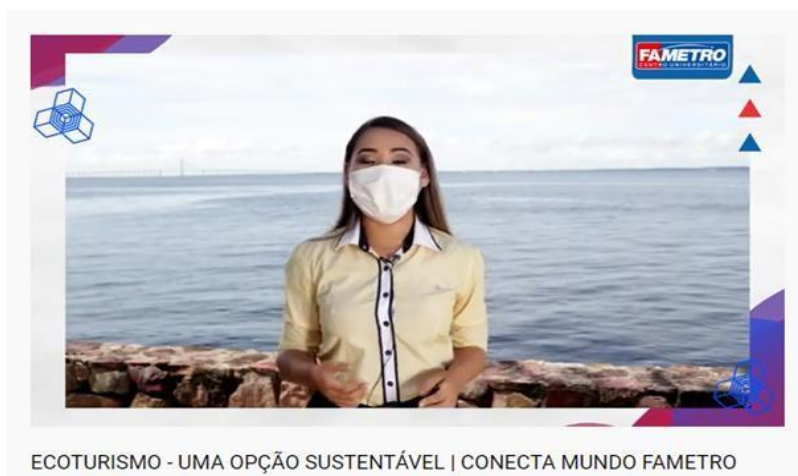 FAMETRO
CENTRO UNIVERSITÁRIO
ECOTURISMO - UMA OPÇÃO SUSTENTÁVEL | CONECTA MUNDO FAMETRO